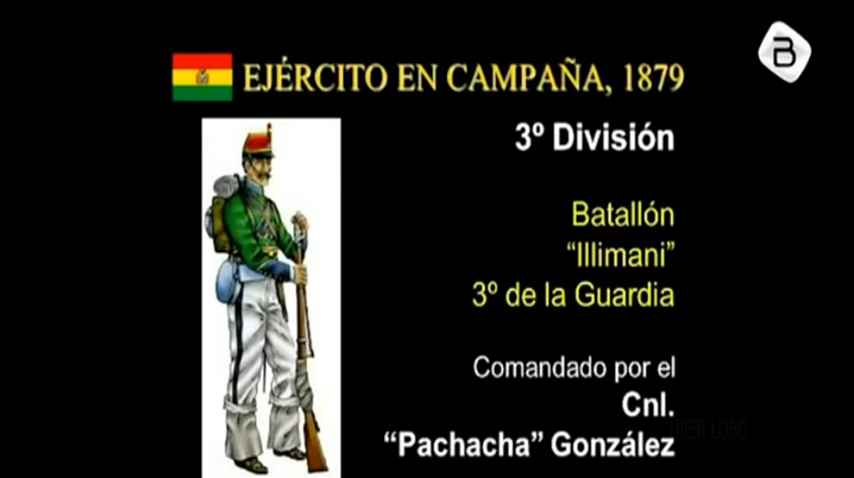 EJÉRCITO EN CAMPAÑA, 1879
3º División
Batallón
“Illimani”
3º de la Guardia
Comandado por el
Cnl.
“Pachacha” González
B